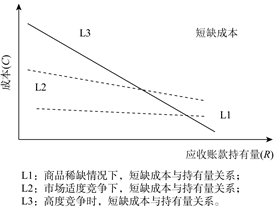 L3
短缺成本
成本(C)
L2
L1
应收账款持有量(R)
L1：商品稀缺情况下，短缺成本与持有量关系；
L2：市场适度竞争下，短缺成本与持有量关系；
L3：高度竞争时，短缺成本与持有量关系。